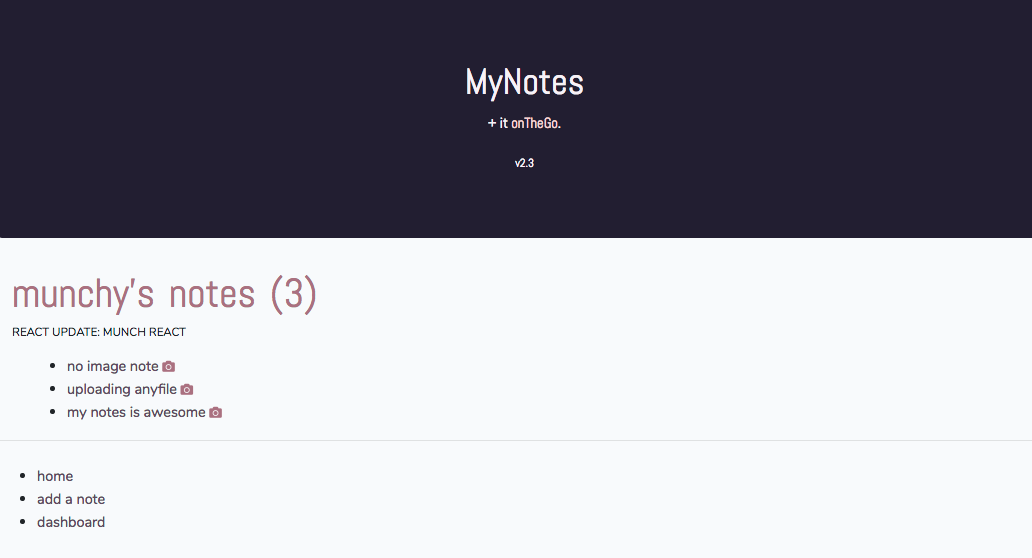 MyNotes
+ it onTheGo.
v2.3
munchy's notes (3)
REACT UPDATE: MUNCH REACT
no image note
uploading anyfile
my notes is awesome
home
add a note
dashboard